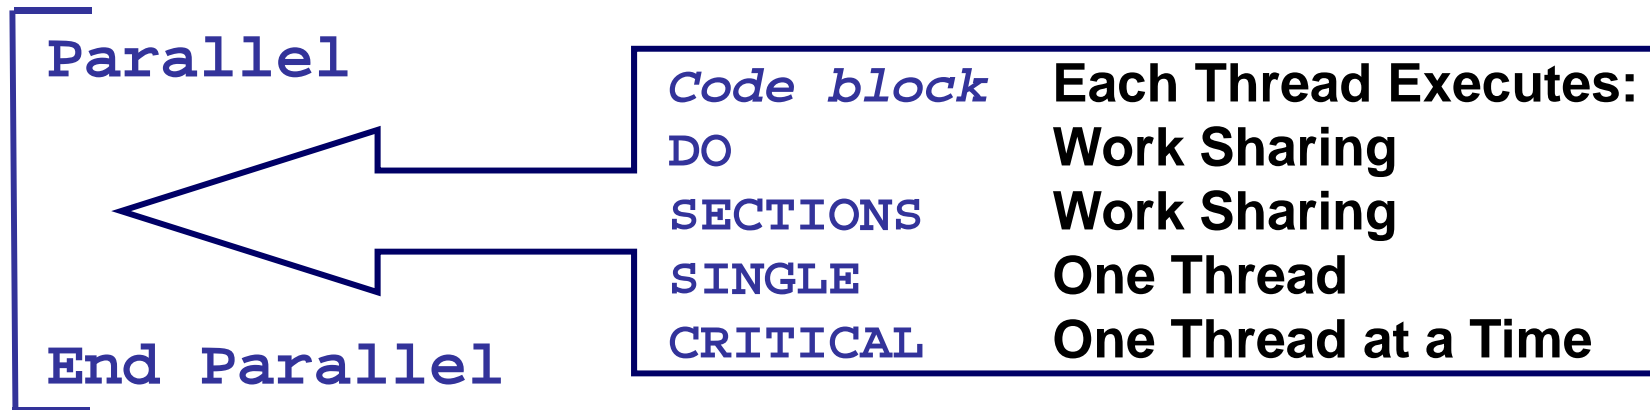 Parallel
Code block Each Thread Executes:
DO Work Sharing
SECTIONS Work Sharing
SINGLE One Thread
CRITICAL One Thread at a Time
End Parallel